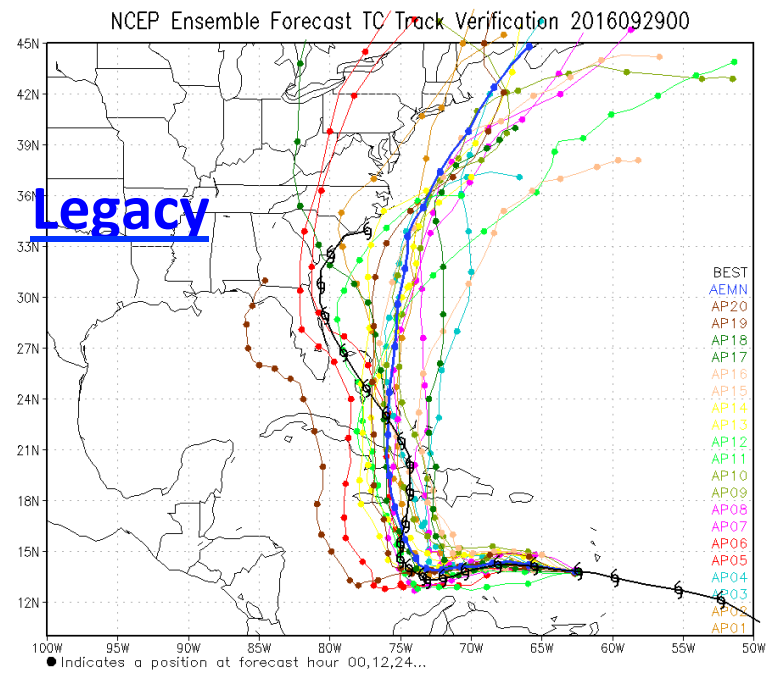 NCEP Ensemble Forecast TC Track Verification 2016092900
45N
42N
39N
36N
Legacy
33N
30N
27N
24N
21N
18N
15N
12N
BEST
AEMN
AP20
AP19
AP18
AP17
AP16
AP15
AP14
AP13
AP12
AP11
AP10
AP09
AP08
AP07
AP06
AP05
AP04
AP03
AP02
AP01
100W 95W 90W 85W 80W 75W 70W 65W 60W 55W 50W
Indicates a position at forecast hour 00,12,24...